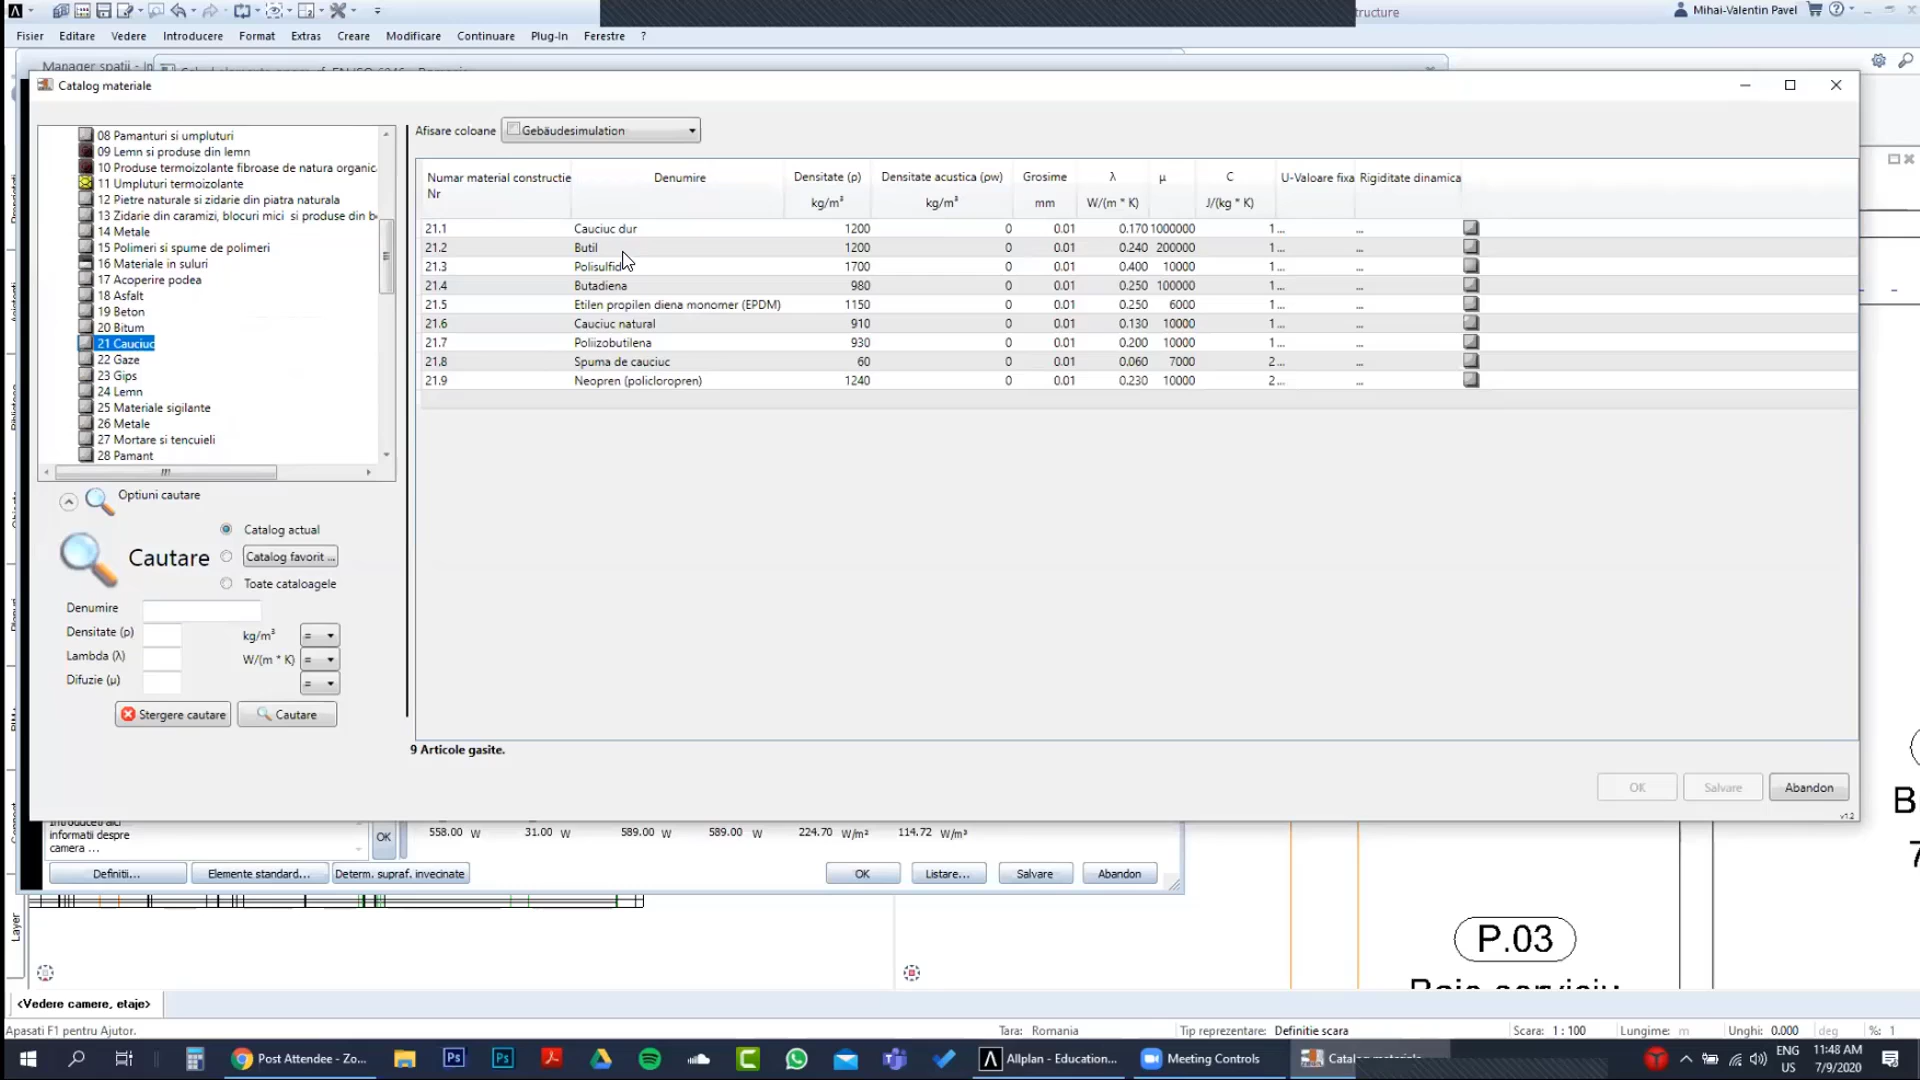 ructure
Mihai-Valentin Pavel
Fisier Editare Vedere Introducere Format Extras Creare Modificare Continuare Plug-In Ferestre ?
Manager spatii - In
Catalog materiale
08 Pamanturi si umpluturi
09 Lemn si produse din lemn
10 Produse termoizolante fibroase de natura organica
11 Umpluturi termoizolante
12 Pietre naturale si zidarie din piatra naturala
13 Zidarie din caramizi, blocuri mici si produse din b
14 Metale
15 Polimeri si spume de polimeri
16 Materiale in suluri
17 Acoperire podea
18 Asfalt
19 Beton
20 Bitum
21 Cauciuc
22 Gaze
23 Gips
24 Lemn
25 Materiale sigilante
26 Metale
27 Mortare si tencuieli
28 Pamant
Optiuni cautare
Cautare
Catalog actual
Catalog favorit ...
Toate cataloagele
Denumire
Densitate (ρ) kg/m³ =
Lambda (λ) W/(m * K) =
Difuzie (μ) =
Stergere cautare Cautare
Afisare coloane Gebäudesimulation
Numar material constructie Denumire Densitate (ρ) Densitate acustica (ρw) Grosime λ μ C U-Valoare fixa Rigiditate dinamica
Nr kg/m³ kg/m³ mm W/(m * K) J/(kg * K)
21.1 Cauciuc dur 1200 0 0.01 0.170 1000000 1... ...
21.2 Butil 1200 0 0.01 0.240 200000 1... ...
21.3 Polisulfid 1700 0 0.01 0.400 10000 1... ...
21.4 Butadiena 980 0 0.01 0.250 100000 1... ...
21.5 Etilen propilen diena monomer (EPDM) 1150 0 0.01 0.250 6000 1... ...
21.6 Cauciuc natural 910 0 0.01 0.130 10000 1... ...
21.7 Poliizobutilena 930 0 0.01 0.200 10000 1... ...
21.8 Spuma de cauciuc 60 0 0.01 0.060 7000 2... ...
21.9 Neopren (policloropren) 1240 0 0.01 0.230 10000 2... ...
9 Articole gasite.
OK Salvare Abandon
v1.2
informatii despre
camera ...
OK
558.00 W 31.00 W 589.00 W 589.00 W 224.70 W/m² 114.72 W/m³
Definitii... Elemente standard... Determ. supraf. invecinate OK Listare... Salvare Abandon
Layer
B
7
P.03
<Vedere camere, etaje>
Apasati F1 pentru Ajutor.
Tara: Romania Tip reprezentare: Definitie scara Scara: 1 : 100 Lungime: m Unghi: 0.000 deg %: 1
Post Attendee - Zo...
Allplan - Education...
Meeting Controls
ENG
US
11:48 AM
7/9/2020